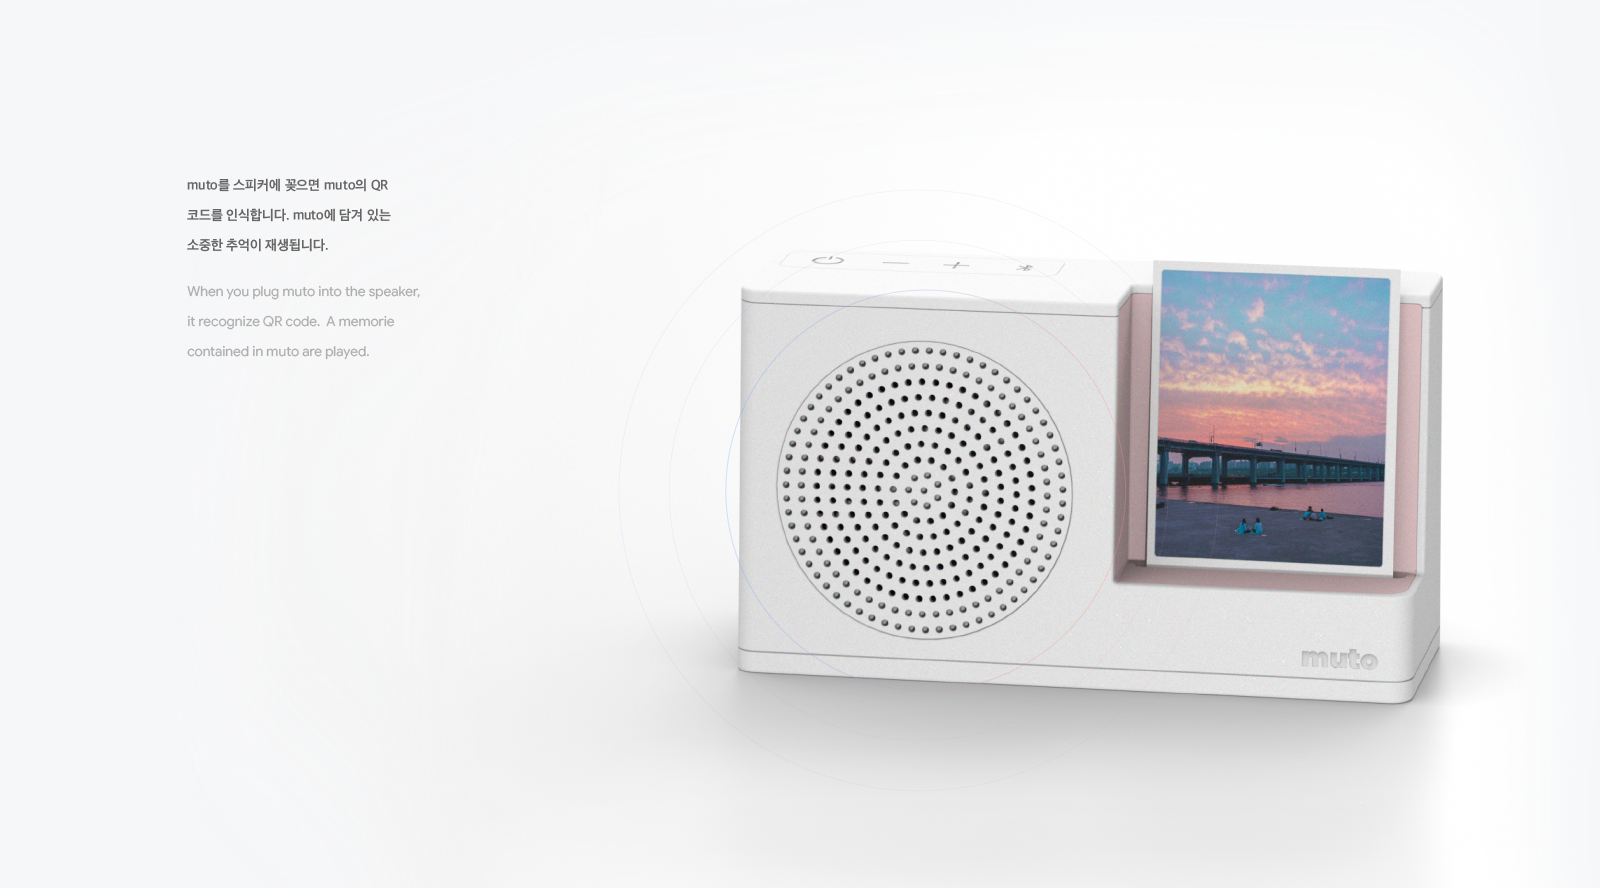 muto를 스피커에 꽂으면 muto의 QR
코드를 인식합니다. muto에 담겨 있는
소중한 추억이 재생됩니다.
When you plug muto into the speaker,
it recognize QR code.  A memorie
contained in muto are played.
muto